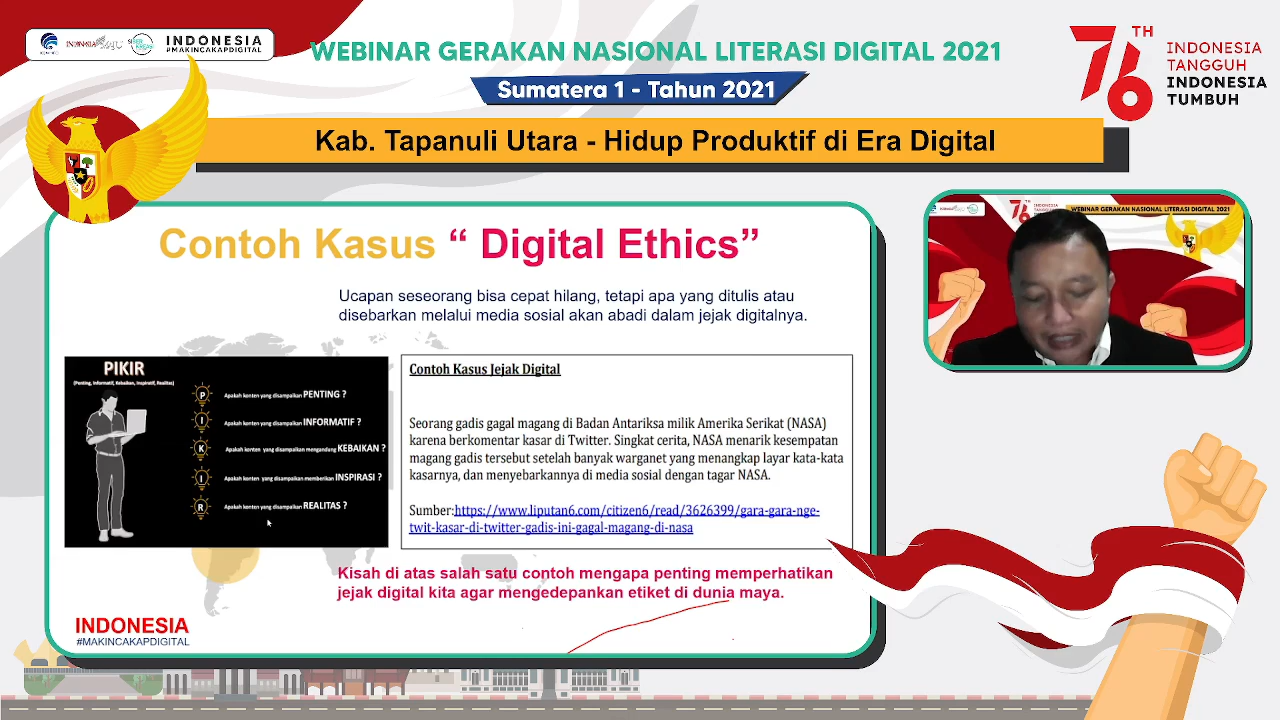 INDONESIA
#MAKINCAKAPDIGITAL
WEBINAR GERAKAN NASIONAL LITERASI DIGITAL 2021
Sumatera 1 - Tahun 2021
Kab. Tapanuli Utara - Hidup Produktif di Era Digital
76TH
INDONESIA
TANGGUH
INDONESIA
TUMBUH
WEBINAR GERAKAN NASIONAL LITERASI DIGITAL 2021
Contoh Kasus “ Digital Ethics”
Ucapan seseorang bisa cepat hilang, tetapi apa yang ditulis atau
disebarkan melalui media sosial akan abadi dalam jejak digitalnya.
PIKIR
(Penting, Informatif, Kebaikan, Inspiratif, Realitas)
P Apakah konten yang disampaikan PENTING ?
I Apakah konten yang disampaikan INFORMATIF ?
K Apakah konten yang disampaikan mengandung KEBAIKAN ?
I Apakah konten yang disampaikan memberikan INSPIRASI ?
R Apakah konten yang disampaikan REALITAS ?
Contoh Kasus Jejak Digital
Seorang gadis gagal magang di Badan Antariksa milik Amerika Serikat (NASA)
karena berkomentar kasar di Twitter. Singkat cerita, NASA menarik kesempatan
magang gadis tersebut setelah banyak warganet yang menangkap layar kata-kata
kasarnya, dan menyebarkannya di media sosial dengan tagar NASA.
Sumber:https://www.liputan6.com/citizen6/read/3626399/gara-gara-nge-
twit-kasar-di-twitter-gadis-ini-gagal-magang-di-nasa
Kisah di atas salah satu contoh mengapa penting memperhatikan
jejak digital kita agar mengedepankan etiket di dunia maya.
INDONESIA
#MAKINCAKAPDIGITAL